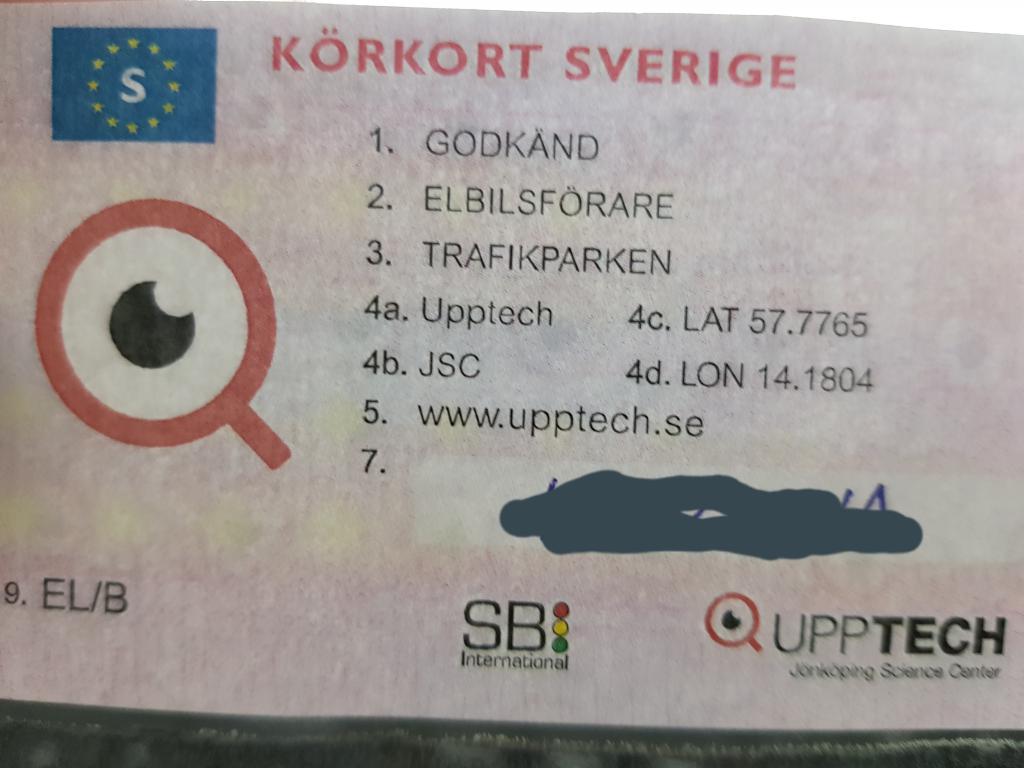 S
KÖRKORT SVERIGE
1. GODKÄND
2. ELBILSFÖRARE
3. TRAFIKPARKEN
4a. Upptech 4c. LAT 57.7765
4b. JSC 4d. LON 14.1804
5. www.upptech.se
7.
9. EL/B
SB
International
UPPTECH
Jönköping Science Center